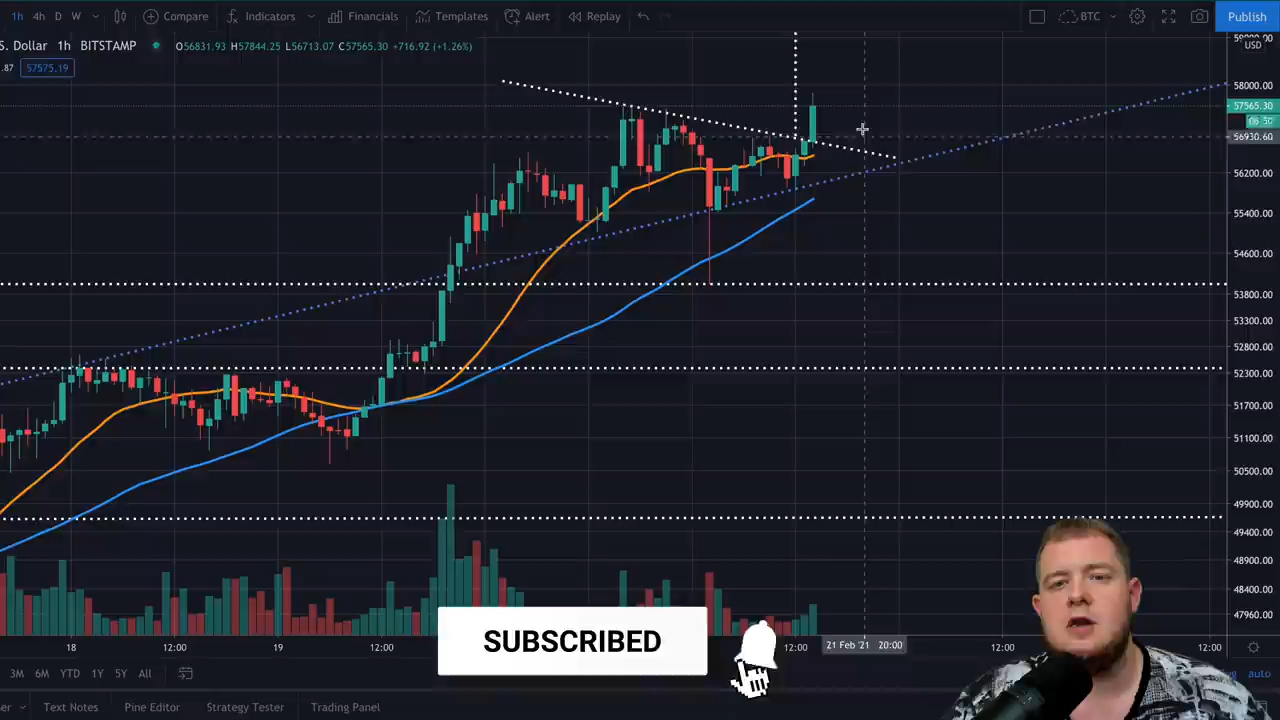 1h 4h D W Compare Indicators Financials Templates Alert Replay BTC Publish
S. Dollar 1h BITSTAMP O56831.93 H57844.25 L56713.07 C57565.30 +716.92 (+1.26%)
.87 57575.19
USD
58000.00
57565.30
56930.60
56200.00
55400.00
54600.00
53800.00
53300.00
52800.00
52300.00
51700.00
51100.00
50500.00
49900.00
49400.00
48900.00
48400.00
47960.00
SUBSCRIBED
18 12:00 19 12:00 12:00 21 Feb '21 20:00 12:00 12:00
3M 6M YTD 1Y 5Y All auto
Text Notes Pine Editor Strategy Tester Trading Panel